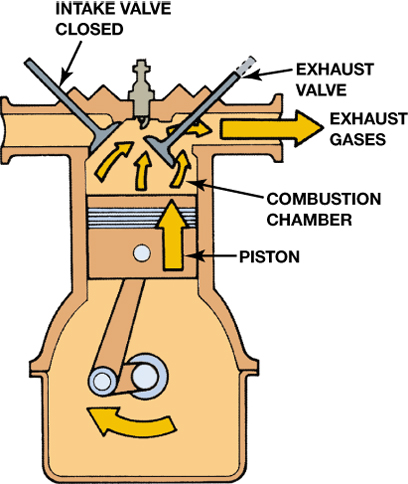 INTAKE VALVE
CLOSED
EXHAUST
VALVE
EXHAUST
GASES
COMBUSTION
CHAMBER
PISTON